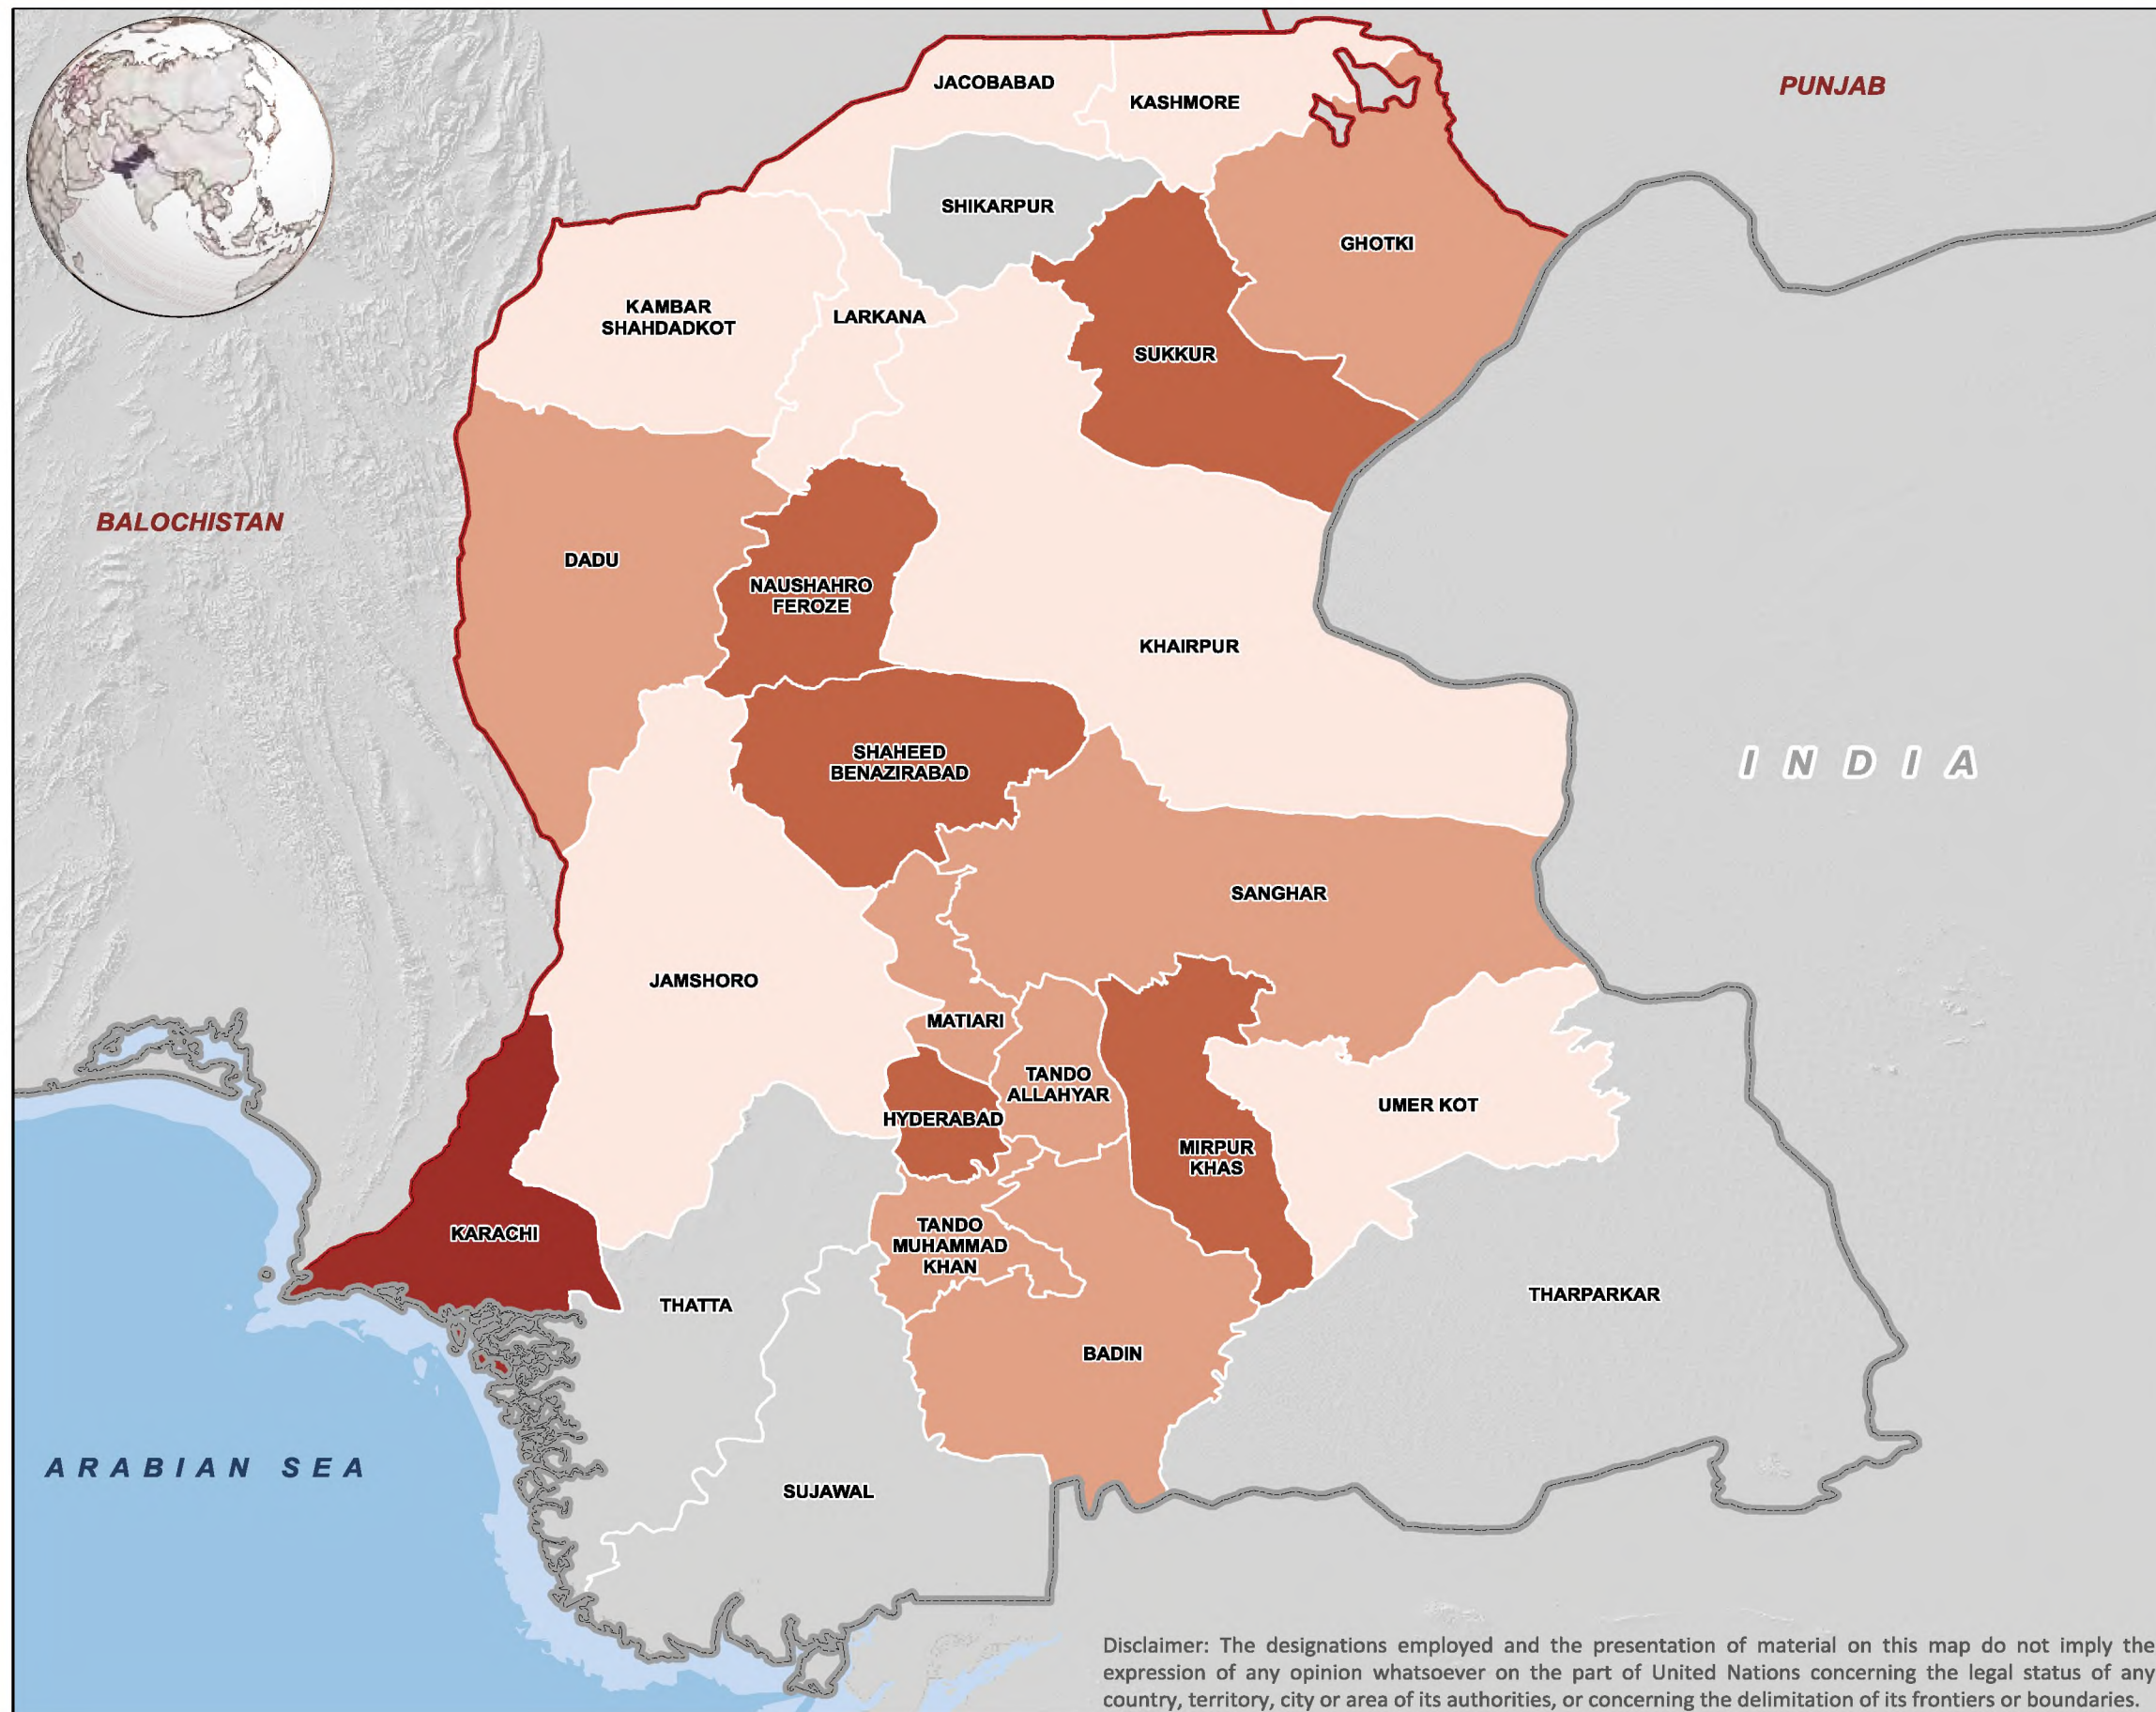 JACOBABAD
KASHMORE
PUNJAB
SHIKARPUR
GHOTKI
KAMBAR
SHAHDADKOT
LARKANA
SUKKUR
BALOCHISTAN
DADU
NAUSHAHRO
FEROZE
KHAIRPUR
SHAHEED
BENAZIRABAD
INDIA
SANGHAR
JAMSHORO
MATIARI
TANDO
ALLAHYAR
UMER KOT
HYDERABAD
MIRPUR
KHAS
KARACHI
TANDO
MUHAMMAD
KHAN
THATTA
THARPARKAR
BADIN
ARABIAN SEA
SUJAWAL
Disclaimer: The designations employed and the presentation of material on this map do not imply the
expression of any opinion whatsoever on the part of United Nations concerning the legal status of any
country, territory, city or area of its authorities, or concerning the delimitation of its frontiers or boundaries.